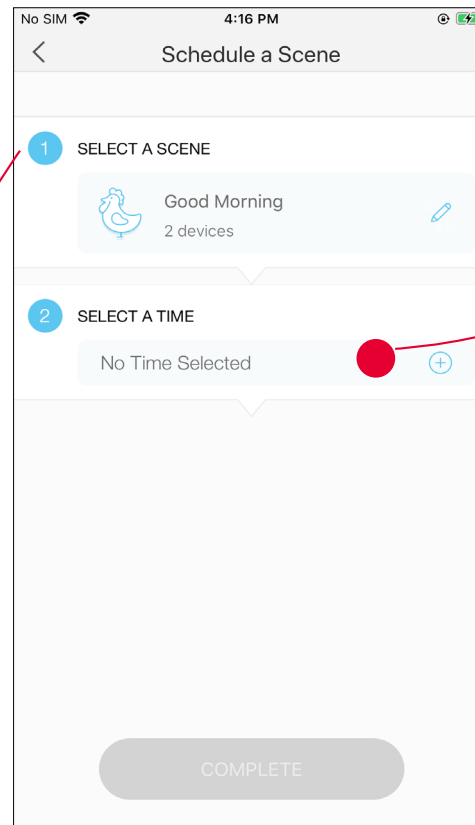 No SIM 4:16 PM
Schedule a Scene
1 SELECT A SCENE
Good Morning
2 devices
2 SELECT A TIME
No Time Selected
COMPLETE